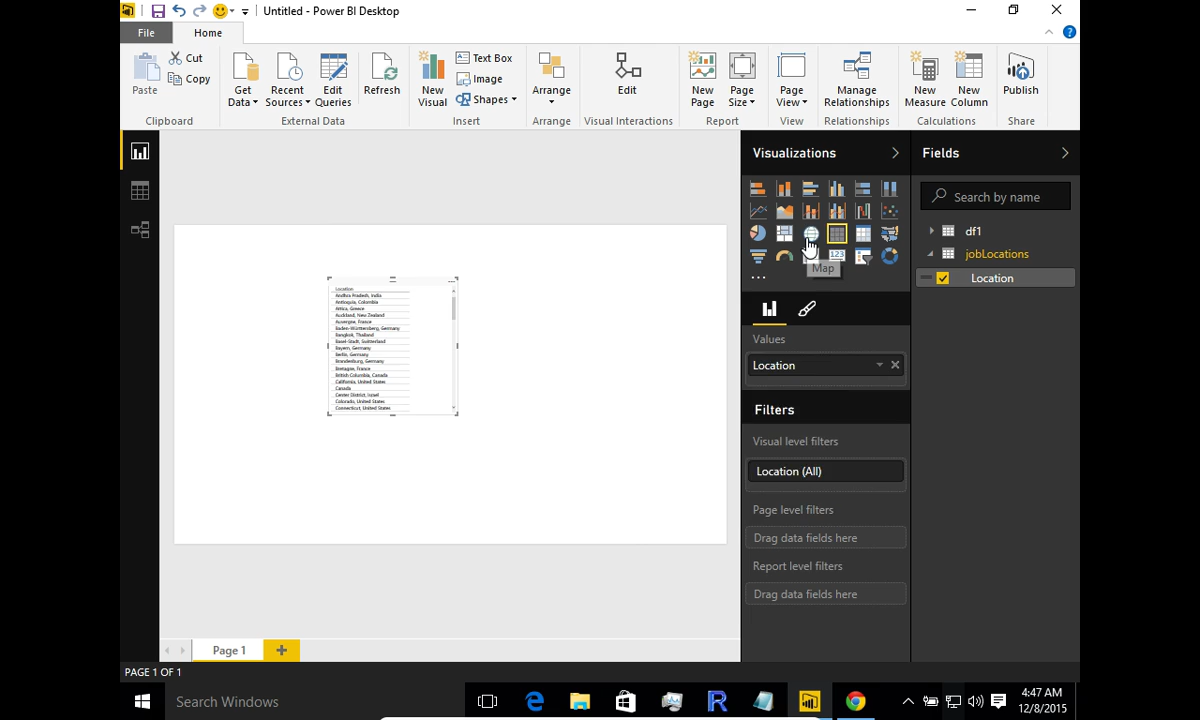 Untitled - Power BI Desktop
File
Home
Paste
Cut
Copy
Clipboard
Get Data
Recent Sources
Edit Queries
Refresh
External Data
New Visual
Text Box
Image
Shapes
Insert
Arrange
Arrange
Edit
Visual Interactions
New Page
Page Size
Report
Page View
View
Manage Relationships
Relationships
New Measure
New Column
Calculations
Publish
Share
Visualizations
Fields
Search by name
df1
jobLocations
Location
123
Map
Values
Location
Filters
Visual level filters
Location (All)
Page level filters
Drag data fields here
Report level filters
Drag data fields here
Location
Andhra Pradesh, India
Antioquia, Colombia
Attica, Greece
Auckland, New Zealand
Auvergne, France
Baden-Württemberg, Germany
Bangkok, Thailand
Basel-Stadt, Switzerland
Bayern, Germany
Berlin, Germany
Brandenburg, Germany
Bretagne, France
British Columbia, Canada
California, United States
Canada
Center District, Israel
Colorado, United States
Connecticut, United States
Page 1
PAGE 1 OF 1
Search Windows
4:47 AM
12/8/2015